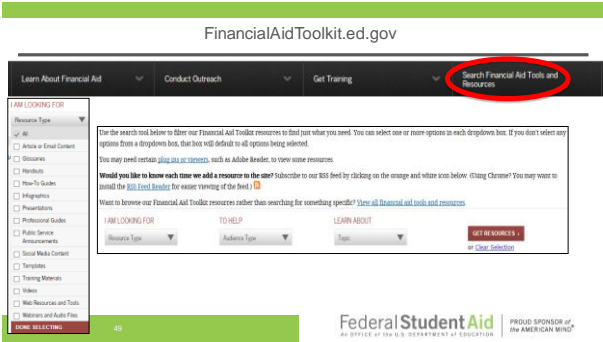 FinancialAidToolkit.ed.gov
Learn About Financial Aid
Conduct Outreach
Get Training
Search Financial Aid Tools and
Resources
I AM LOOKING FOR
Resource Type
All
Article or Email Content
Glossaries
Handouts
How-To Guides
Infographics
Presentations
Professional Guides
Public Service
Announcements
Social Media Content
Templates
Training Materials
Videos
Web Resources and Tools
Webinars and Audio Files
DONE SELECTING
Use the search tool below to filter our Financial Aid Toolkit resources to find just what you need. You can select one or more options in each dropdown box. If you don't select any
options from a dropdown box, that box will default to all options being selected.
You may need certain plug ins or viewers, such as Adobe Reader, to view some resources.
Would you like to know each time we add a resource to the site? Subscribe to our RSS feed by clicking on the orange and white icon below. (Using Chrome? You may want to
install the RSS Feed Reader for easier viewing of the feed.)
Want to browse our Financial Aid Toolkit resources rather than searching for something specific? View all financial aid tools and resources.
I AM LOOKING FOR
TO HELP
LEARN ABOUT
Resource Type
Audience Type
Topic
GET RESOURCES ›
or Clear Selection
49
Federal Student Aid
An OFFICE of the U.S. DEPARTMENT of EDUCATION
PROUD SPONSOR of
the AMERICAN MIND®